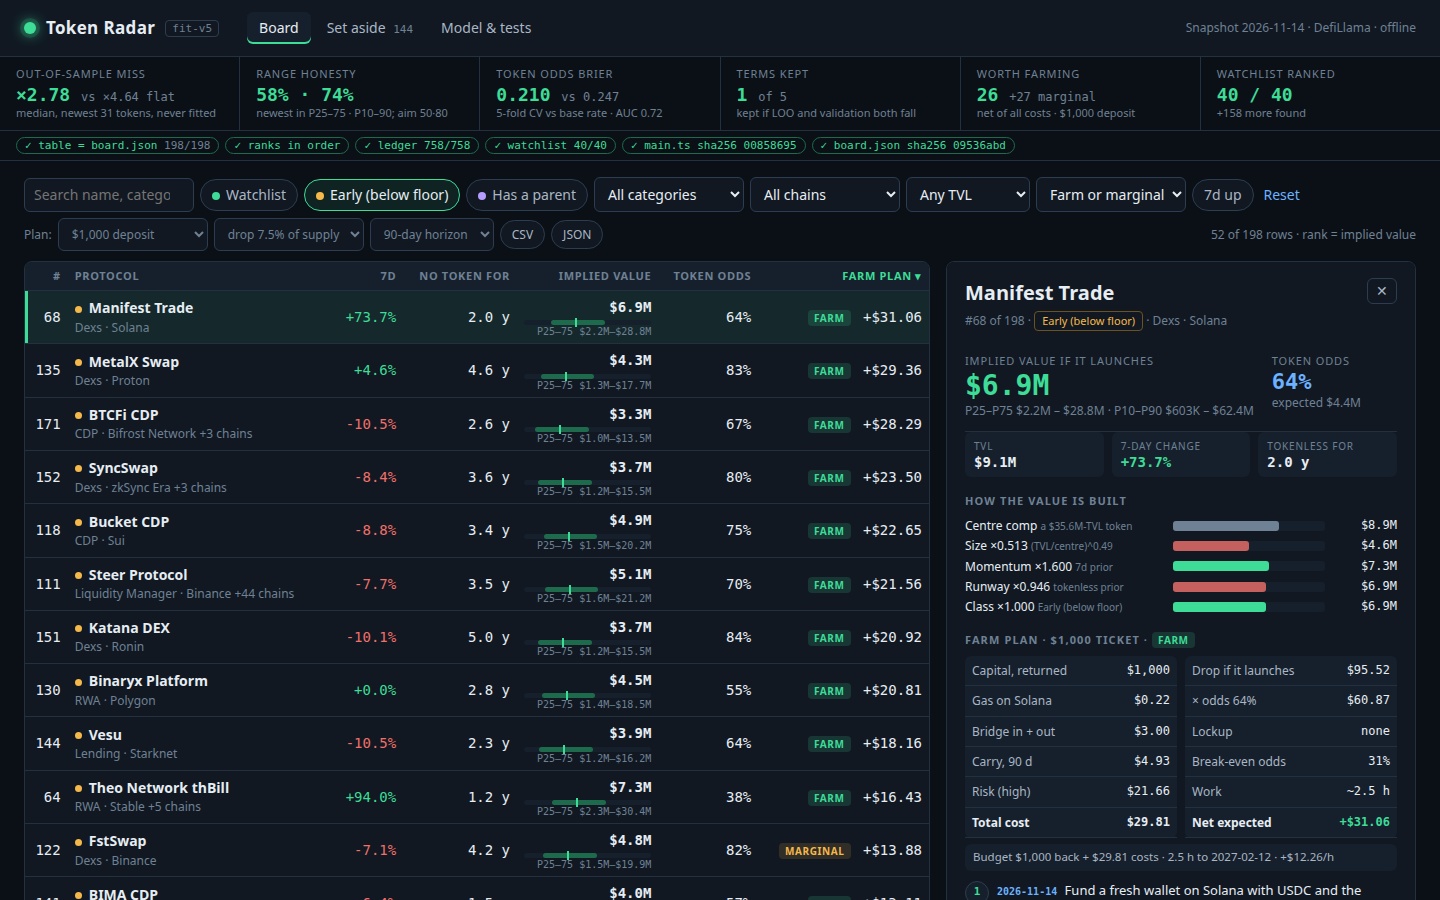 Token Radar fit-v5 Board Set aside 144 Model & tests Snapshot 2026-11-14 · DefiLlama · offline
OUT-OF-SAMPLE MISS
×2.78 vs ×4.64 flat
median, newest 31 tokens, never fitted
RANGE HONESTY
58% · 74%
newest in P25–75 · P10–90; aim 50·80
TOKEN ODDS BRIER
0.210 vs 0.247
5-fold CV vs base rate · AUC 0.72
TERMS KEPT
1 of 5
kept if LOO and validation both fall
WORTH FARMING
26 +27 marginal
net of all costs · $1,000 deposit
WATCHLIST RANKED
40 / 40
+158 more found
✓ table = board.json 198/198 ✓ ranks in order ✓ ledger 758/758 ✓ watchlist 40/40 ✓ main.ts sha256 00858695 ✓ board.json sha256 09536abd
Search name, catego Watchlist Early (below floor) Has a parent All categories All chains Any TVL Farm or marginal 7d up Reset
Plan: $1,000 deposit drop 7.5% of supply 90-day horizon CSV JSON 52 of 198 rows · rank = implied value
# PROTOCOL 7D NO TOKEN FOR IMPLIED VALUE TOKEN ODDS FARM PLAN ▾
68 Manifest Trade +73.7% 2.0 y $6.9M 64% FARM +$31.06
Dexs · Solana P25–75 $2.2M–$28.8M
135 MetalX Swap +4.6% 4.6 y $4.3M 83% FARM +$29.36
Dexs · Proton P25–75 $1.3M–$17.7M
171 BTCFi CDP -10.5% 2.6 y $3.3M 67% FARM +$28.29
CDP · Bifrost Network +3 chains P25–75 $1.0M–$13.5M
152 SyncSwap -8.4% 3.6 y $3.7M 80% FARM +$23.50
Dexs · zkSync Era +3 chains P25–75 $1.2M–$15.5M
118 Bucket CDP -8.8% 3.4 y $4.9M 75% FARM +$22.65
CDP · Sui P25–75 $1.5M–$20.2M
111 Steer Protocol -7.7% 3.5 y $5.1M 70% FARM +$21.56
Liquidity Manager · Binance +44 chains P25–75 $1.6M–$21.2M
151 Katana DEX -10.1% 5.0 y $3.7M 84% FARM +$20.92
Dexs · Ronin P25–75 $1.2M–$15.5M
130 Binaryx Platform +0.0% 2.8 y $4.5M 55% FARM +$20.81
RWA · Polygon P25–75 $1.4M–$18.5M
144 Vesu -10.5% 2.3 y $3.9M 64% FARM +$18.16
Lending · Starknet P25–75 $1.2M–$16.2M
64 Theo Network thBill +94.0% 1.2 y $7.3M 38% FARM +$16.43
RWA · Stable +5 chains P25–75 $2.3M–$30.4M
122 FstSwap -7.1% 4.2 y $4.8M 82% MARGINAL +$13.88
Dexs · Binance P25–75 $1.5M–$19.9M
BIMA CDP $4.0M
Manifest Trade ✕
#68 of 198 · Early (below floor) · Dexs · Solana
IMPLIED VALUE IF IT LAUNCHES
$6.9M
P25–P75 $2.2M – $28.8M · P10–P90 $603K – $62.4M
TOKEN ODDS
64%
expected $4.4M
TVL
$9.1M
7-DAY CHANGE
+73.7%
TOKENLESS FOR
2.0 y
HOW THE VALUE IS BUILT
Centre comp a $35.6M-TVL token $8.9M
Size ×0.513 (TVL/centre)^0.49 $4.6M
Momentum ×1.600 7d prior $7.3M
Runway ×0.946 tokenless prior $6.9M
Class ×1.000 Early (below floor) $6.9M
FARM PLAN · $1,000 TICKET · FARM
Capital, returned $1,000 Drop if it launches $95.52
Gas on Solana $0.22 × odds 64% $60.87
Bridge in + out $3.00 Lockup none
Carry, 90 d $4.93 Break-even odds 31%
Risk (high) $21.66 Work ~2.5 h
Total cost $29.81 Net expected +$31.06
Budget $1,000 back + $29.81 costs · 2.5 h to 2027-02-12 · +$12.26/h
1 2026-11-14 Fund a fresh wallet on Solana with USDC and the